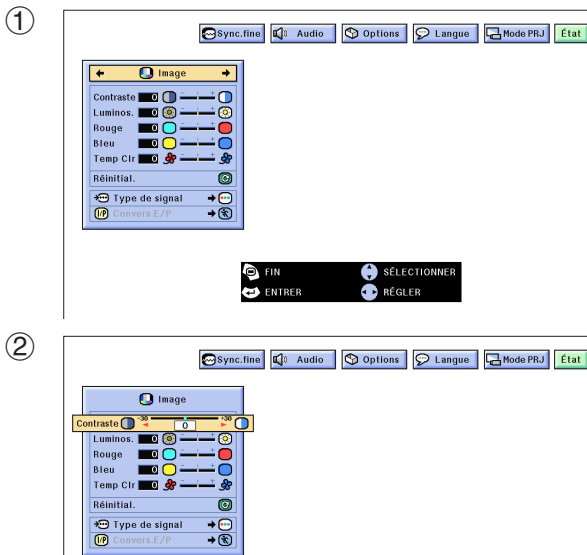 ①
Sync.fine Audio Options Langue Mode PRJ État
Image
Contraste 0
Luminos. 0
Rouge 0
Bleu 0
Temp Clr 0
Réinitial.
Type de signal
I/P Convers.E/P
FIN SÉLECTIONNER
ENTRER RÉGLER
②
Sync.fine Audio Options Langue Mode PRJ État
Image
Contraste -30 0 +30
Luminos. 0
Rouge 0
Bleu 0
Temp Clr 0
Réinitial.
Type de signal
I/P Convers.E/P